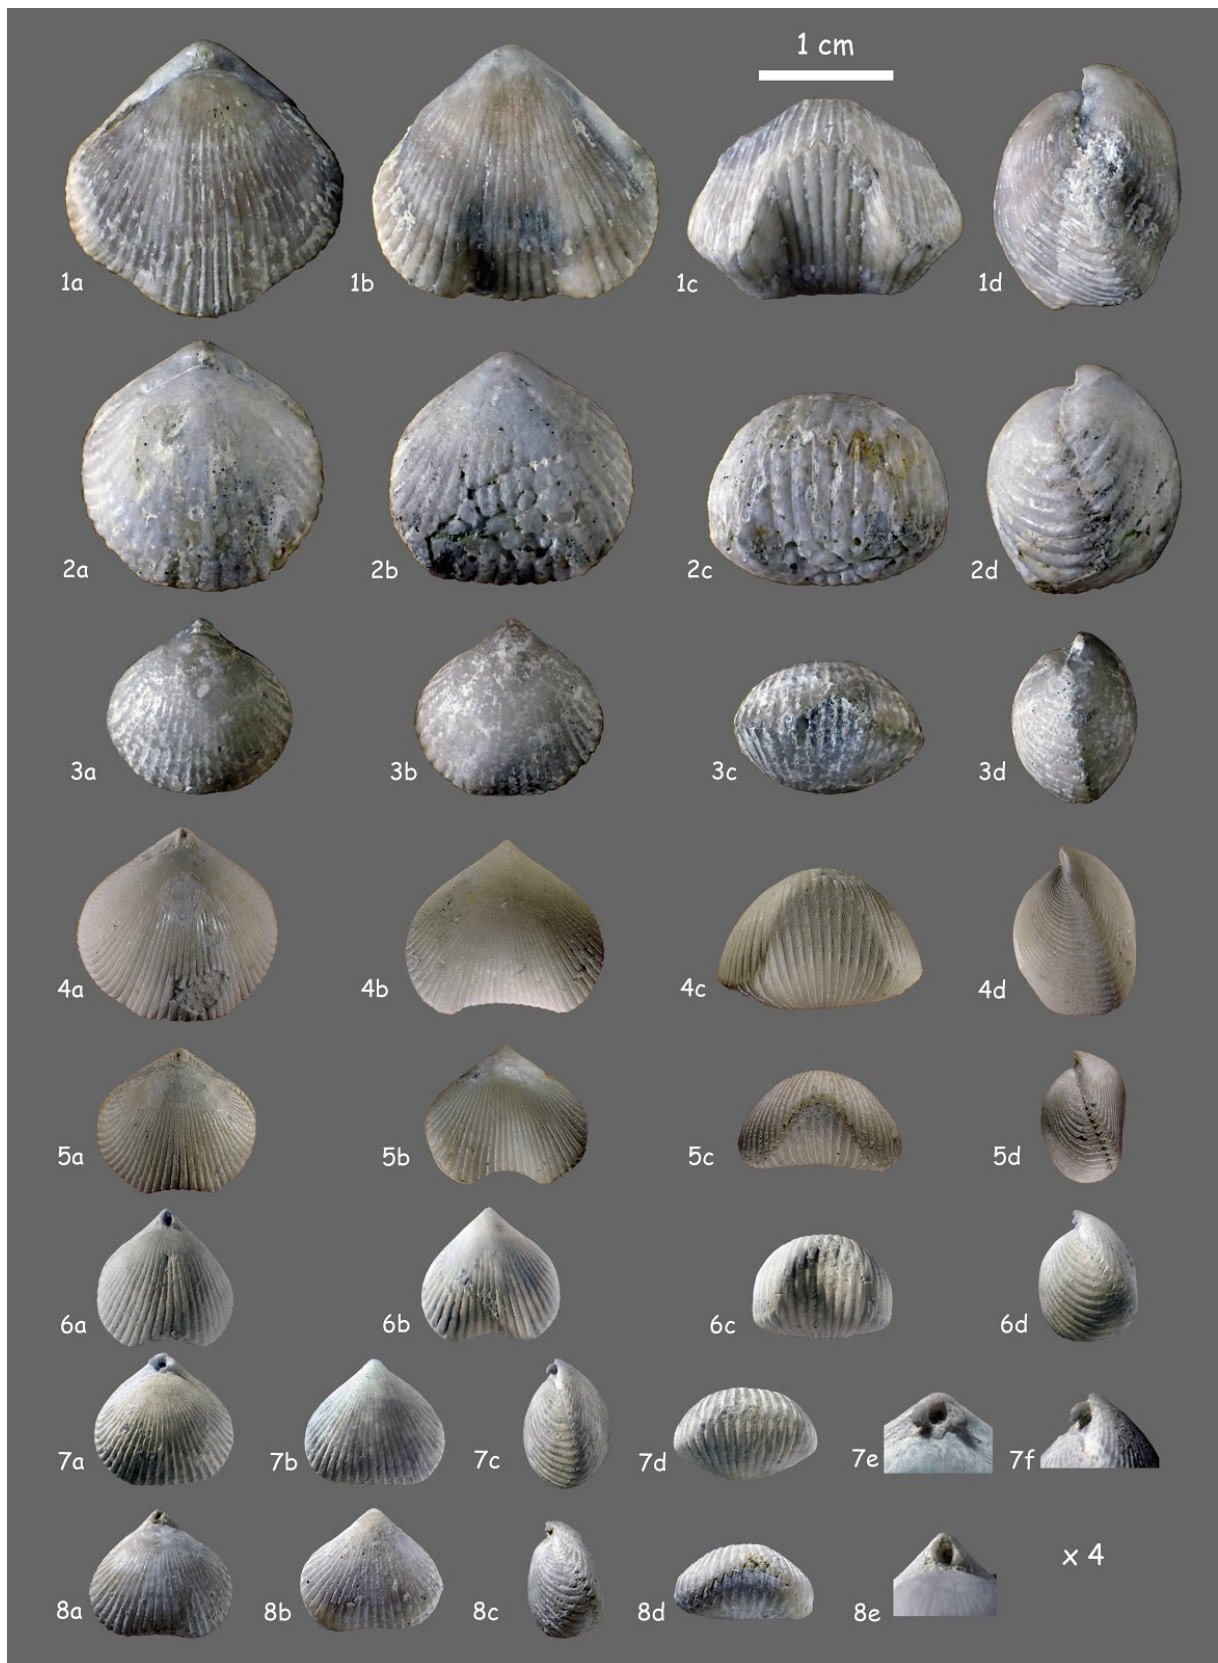 1 cm
1a 1b 1c 1d
2a 2b 2c 2d
3a 3b 3c 3d
4a 4b 4c 4d
5a 5b 5c 5d
6a 6b 6c 6d
7a 7b 7c 7d 7e 7f
x 4
8a 8b 8c 8d 8e